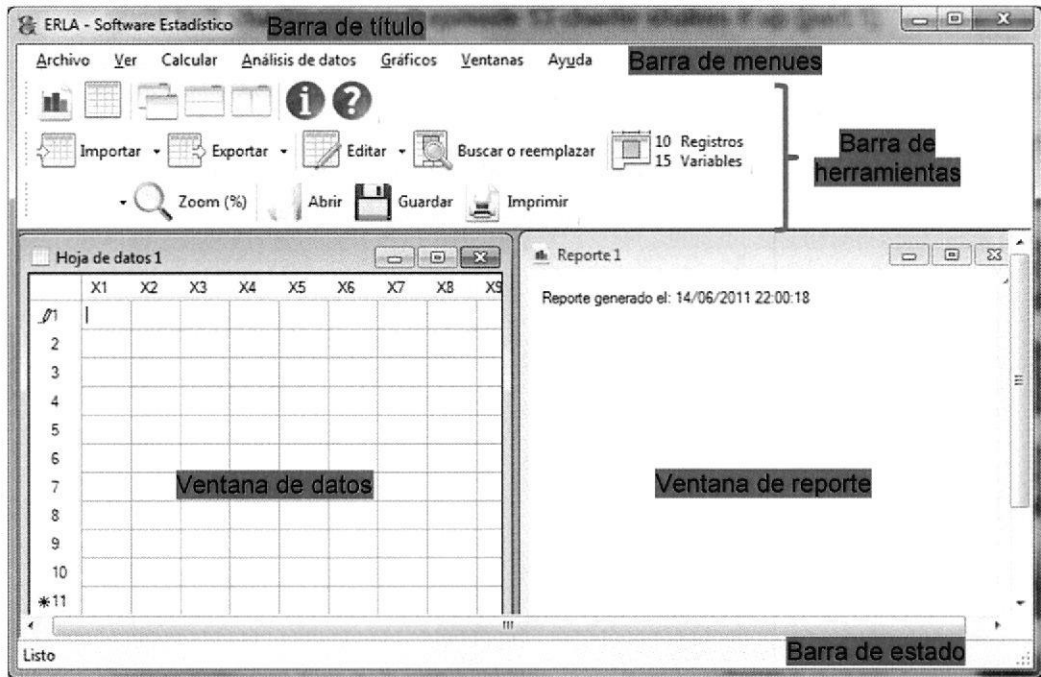 ERLA - Software Estadístico Barra de título
Archivo Ver Calcular Análisis de datos Gráficos Ventanas Ayuda Barra de menues
Importar Exportar Editar Buscar o reemplazar 10 Registros
15 Variables
Barra de
herramientas
Zoom (%) Abrir Guardar Imprimir
Hoja de datos 1
X1 X2 X3 X4 X5 X6 X7 X8 X9
1
2
3
4
5
6
7
8
9
10
*11
Ventana de datos
Reporte 1
Reporte generado el: 14/06/2011 22:00:18
Ventana de reporte
Listo Barra de estado